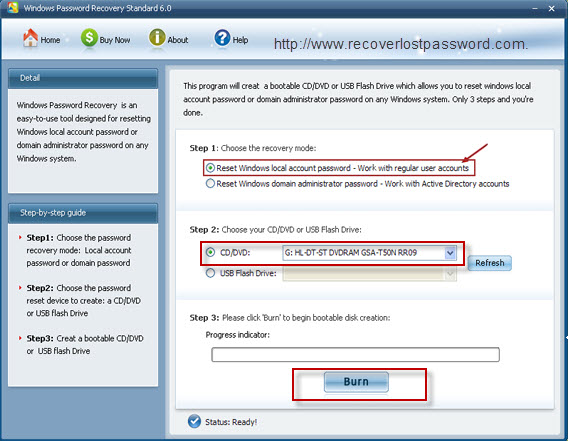 Windows Password Recovery Standard 6.0
Home
Buy Now
About
Help
http://www.recoverlostpassword.com.
Detail
Windows Password Recovery is an
easy-to-use tool designed for resetting
Windows local account password or
domain administrator password on any
Windows system.
Step-by-step guide
Step1: Choose the password
recovery mode: Local account
password or domain password
Step2: Choose the password
reset device to create: a CD/DVD
or USB flash Drive
Step3: Creat a bootable CD/DVD
or USB flash Drive
This program will creat a bootable CD/DVD or USB Flash Drive which allows you to reset windows local
account password or domain administrator password on any Windows system. Only 3 steps and you're
done.
Step 1: Choose the recovery mode:
Reset Windows local account password - Work with regular user accounts
Reset Windows domain administrator password - Work with Active Directory accounts
Step 2: Choose your CD/DVD or USB Flash Drive:
CD/DVD:
G: HL-DT-ST DVDRAM GSA-T50N RR09
USB Flash Drive:
Refresh
Step 3: Please click 'Burn' to begin bootable disk creation:
Progress indicator:
Burn
Status: Ready!